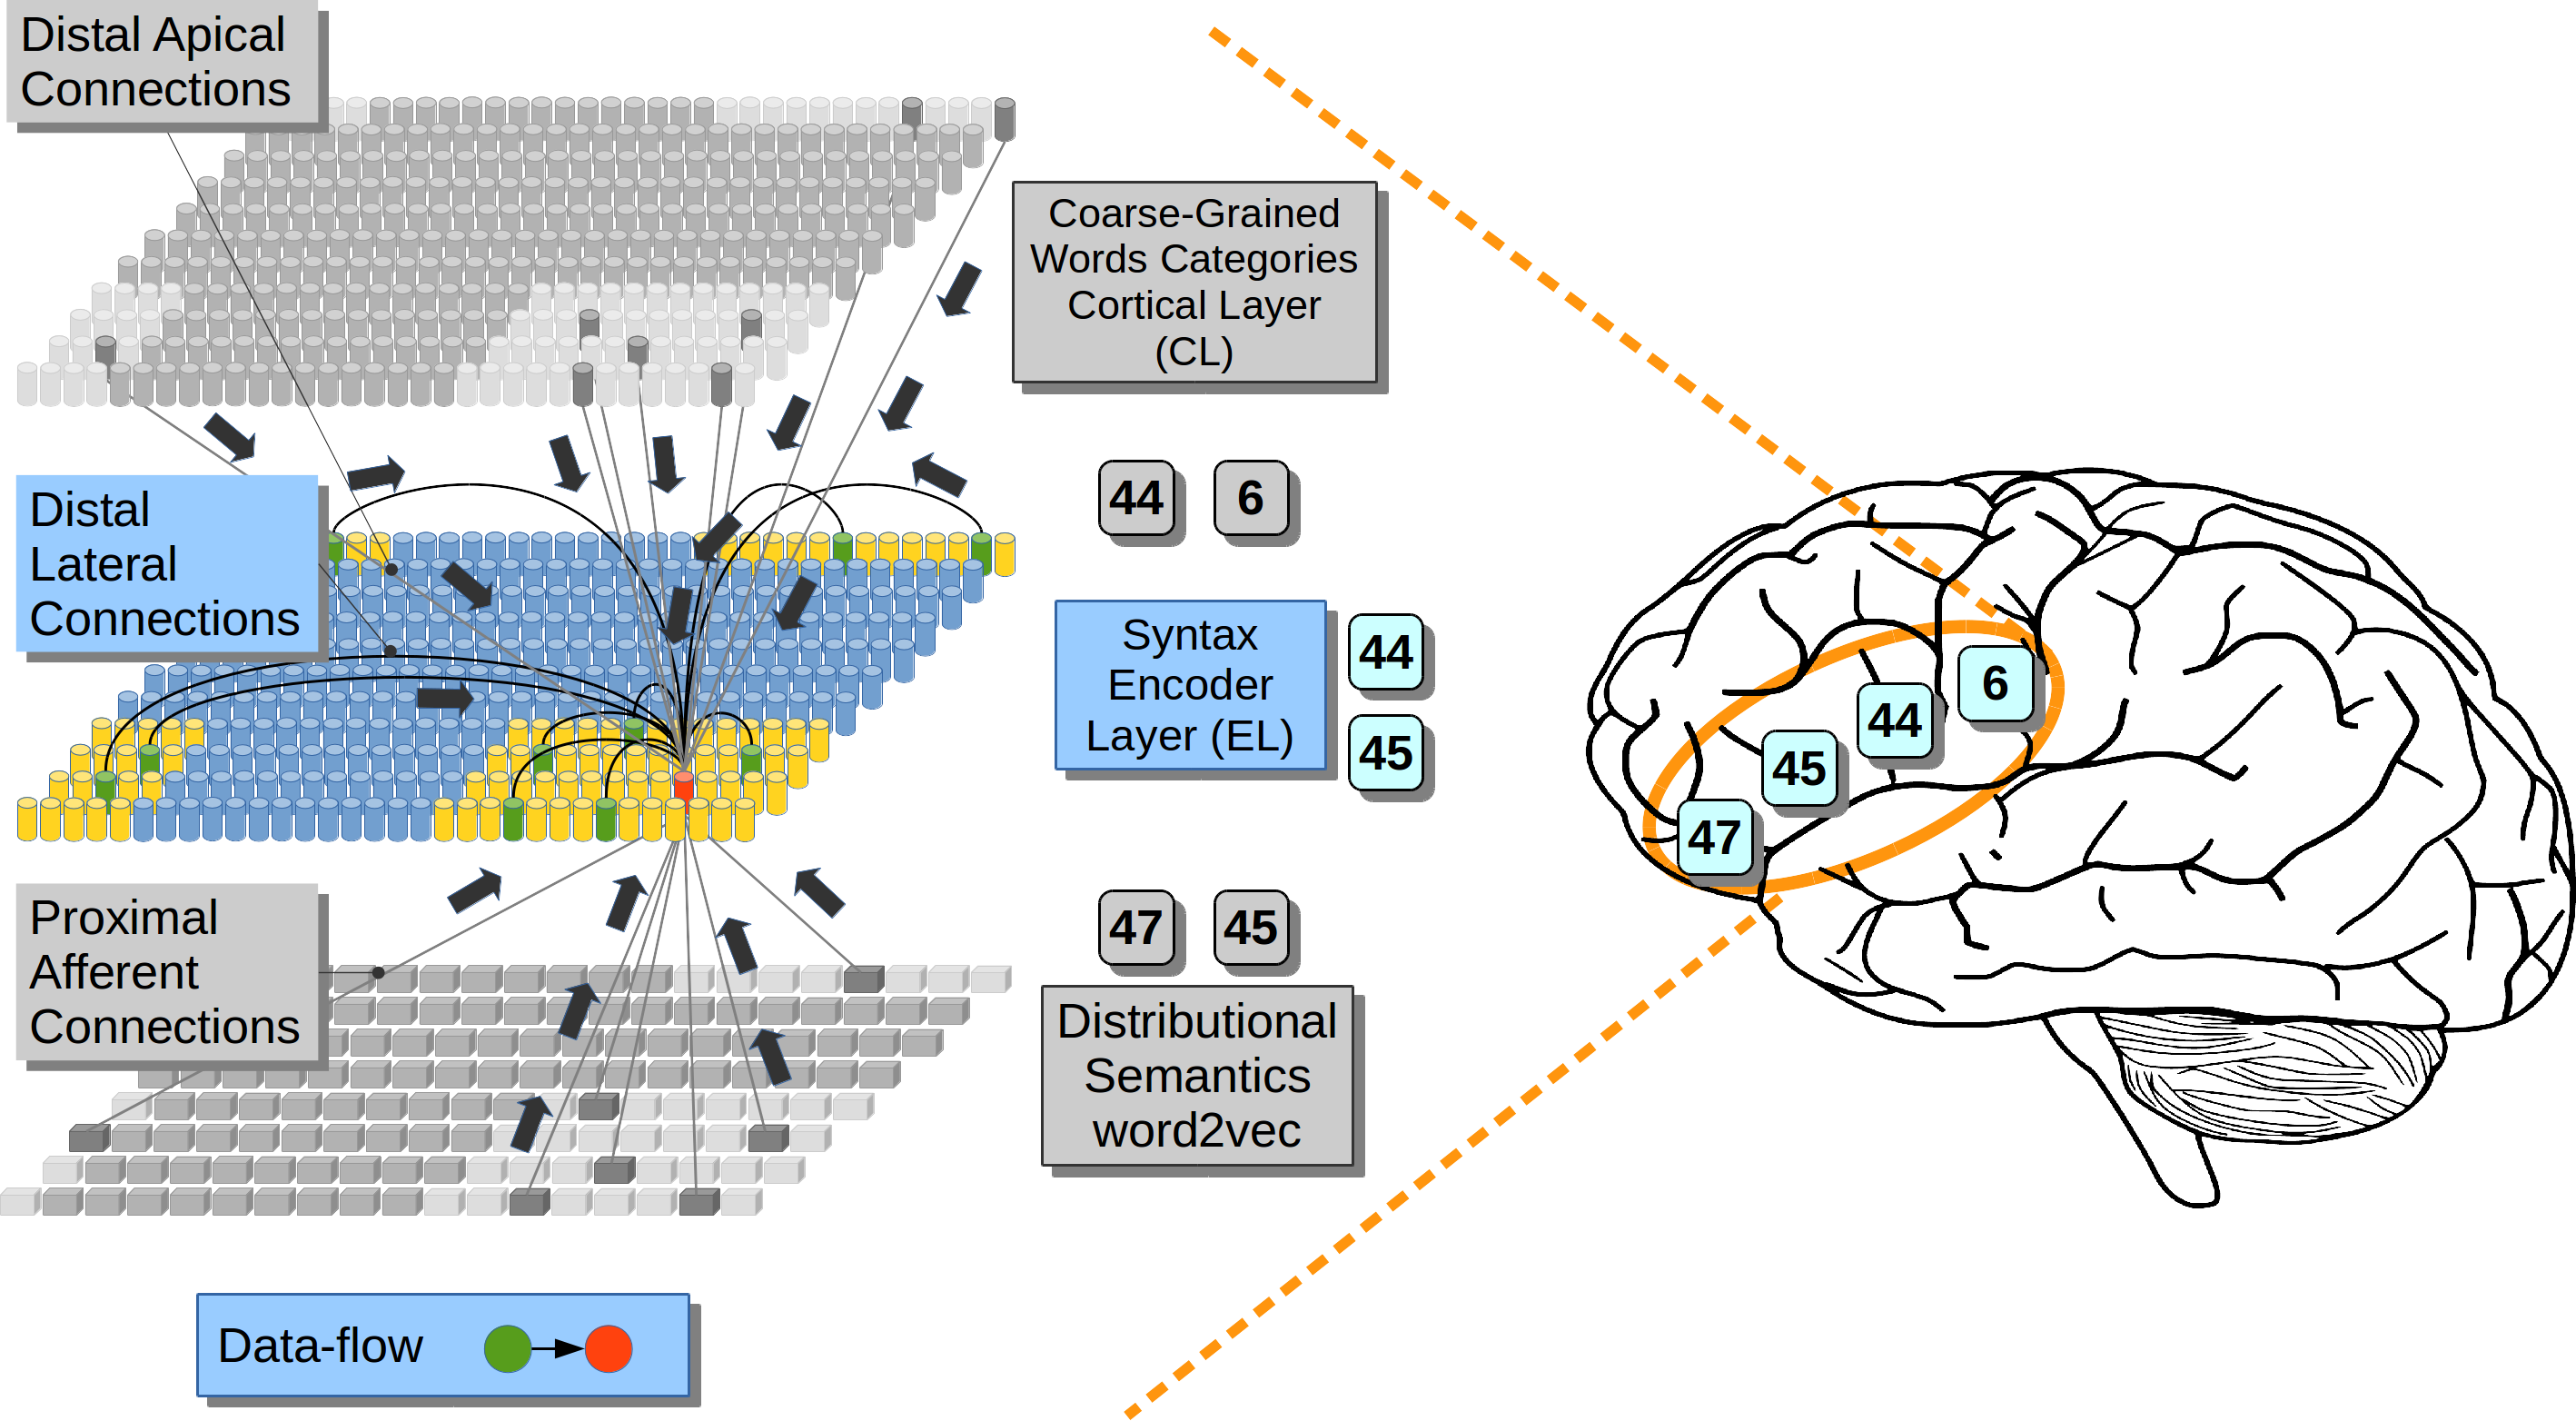 Distal Apical
Connections
Coarse-Grained
Words Categories
Cortical Layer
(CL)
44 6
Distal
Lateral
Connections
Syntax
Encoder
Layer (EL)
44
45
6
44
45
47
Proximal
Afferent
Connections
47 45
Distributional
Semantics
word2vec
Data-flow